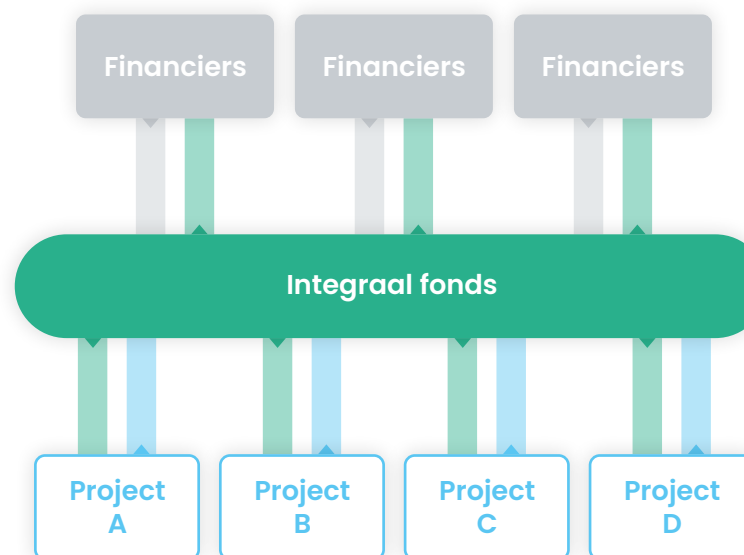 Financiers Financiers Financiers
Integraal fonds
Project Project Project Project
A B C D